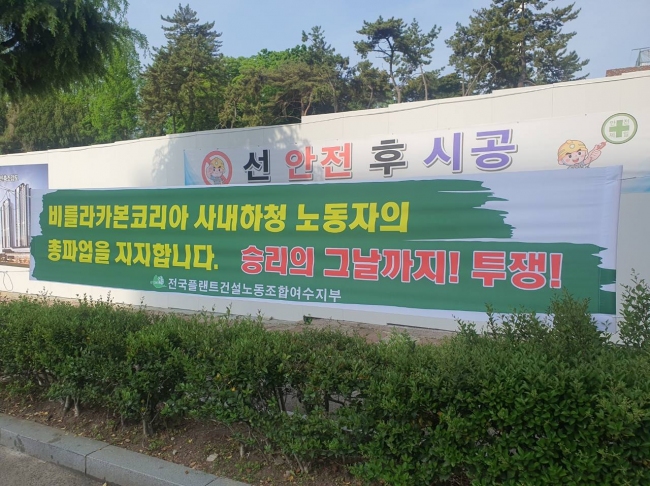 선 안전 후 시공
비를라카본코리아 사내하청 노동자의
총파업을 지지합니다. 승리의 그날까지! 투쟁!
전국플랜트건설노동조합여수지부